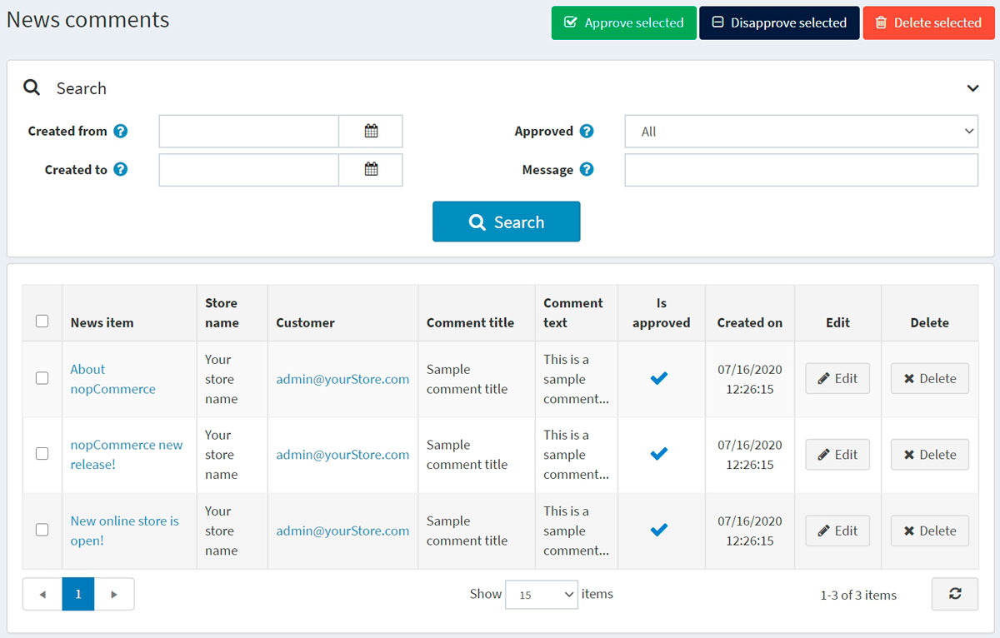 News comments
Approve selected
Disapprove selected
Delete selected
Search
Created from ?
Approved ?
All
Created to ?
Message ?
Search
News item
Store
name
Customer
Comment title
Comment
text
Is
approved
Created on
Edit
Delete
About
nopCommerce
Your
store
name
admin@yourStore.com
Sample
comment title
This is a
sample
comment...
07/16/2020
12:26:15
Edit
Delete
nopCommerce new
release!
Your
store
name
admin@yourStore.com
Sample
comment title
This is a
sample
comment...
07/16/2020
12:26:15
Edit
Delete
New online store is
open!
Your
store
name
admin@yourStore.com
Sample
comment title
This is a
sample
comment...
07/16/2020
12:26:15
Edit
Delete
1
Show 15 items
1-3 of 3 items